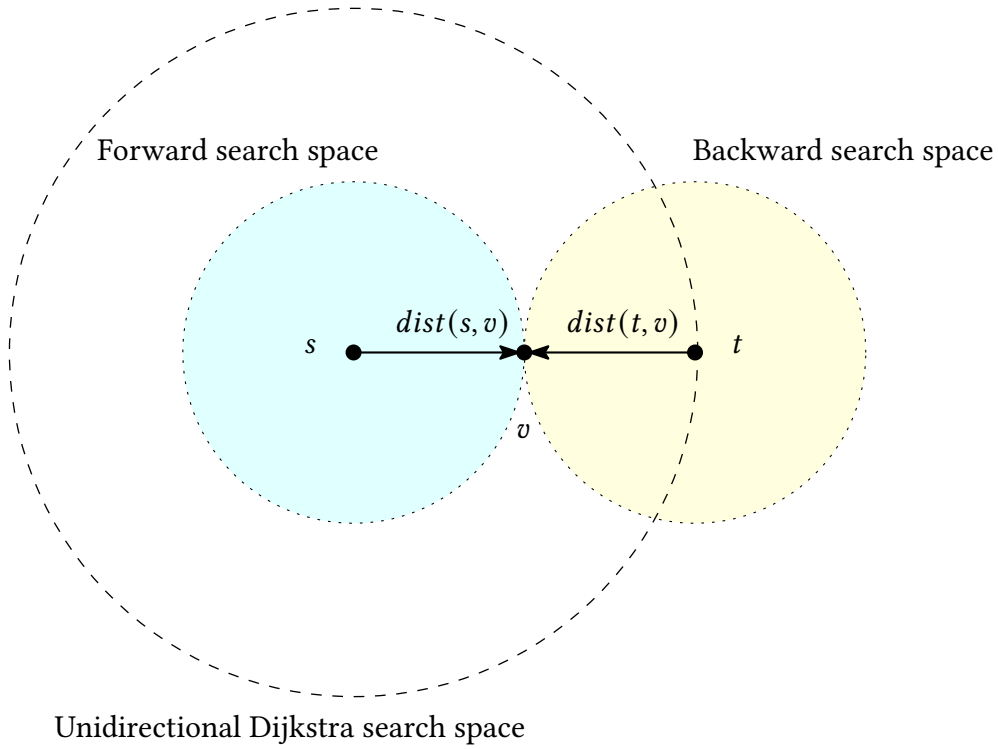 Forward search space
Backward search space
dist(s, v)
dist(t, v)
s
t
v
Unidirectional Dijkstra search space